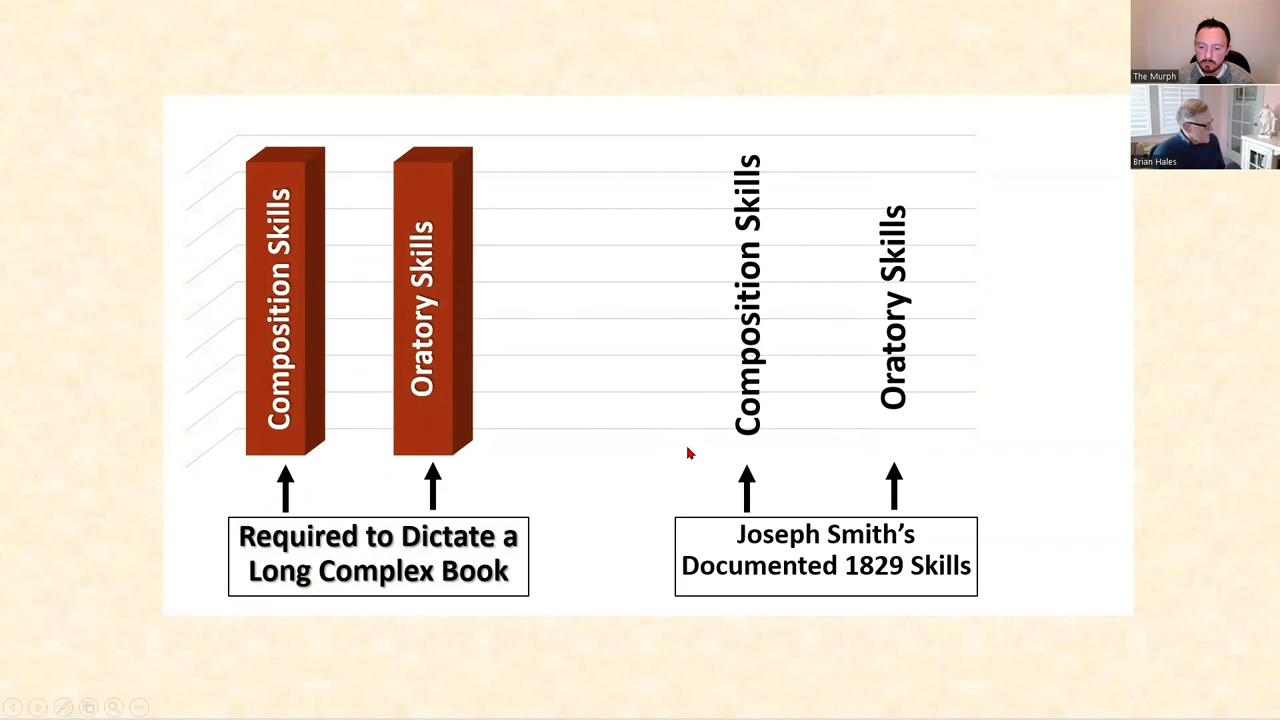 The Murph
Brian Hales
Composition Skills
Oratory Skills
Composition Skills
Oratory Skills
Required to Dictate a
Long Complex Book
Joseph Smith's
Documented 1829 Skills